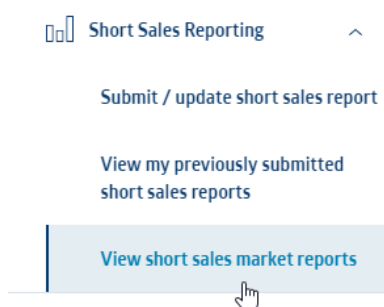 Short Sales Reporting
Submit / update short sales report
View my previously submitted
short sales reports
View short sales market reports